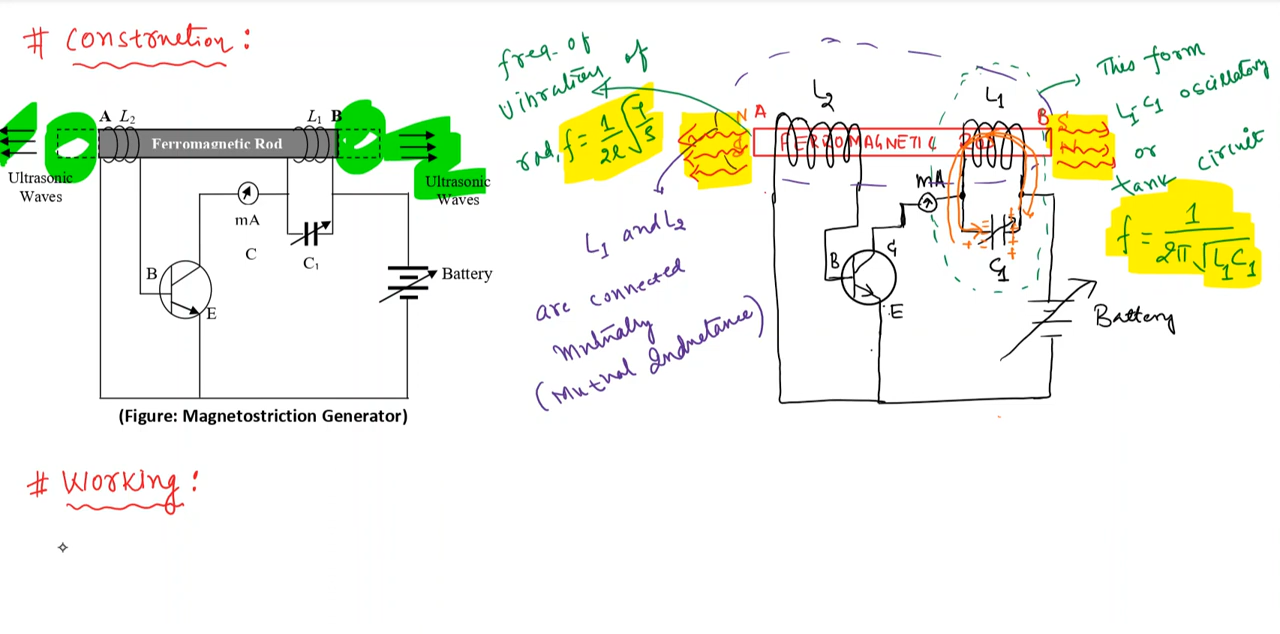 # Construction:
A L₂
L₁ B
Ferromagnetic Rod
Ultrasonic
Waves
Ultrasonic
Waves
mA
C
C₁
B
E
Battery
(Figure: Magnetostriction Generator)
freq. of
vibration of
rod, f = 1/2l √(Y/ρ)
N A
L₂
L₁
B S
FERROMAGNETIC ROD
mA
C₁
B
E
Battery
L₁ and L₂
are connected
Mutually
(Mutual Inductance)
This form
L₁C₁ oscillatory
or
tank circuit
f = 1/2π√L₁C₁
# Working: